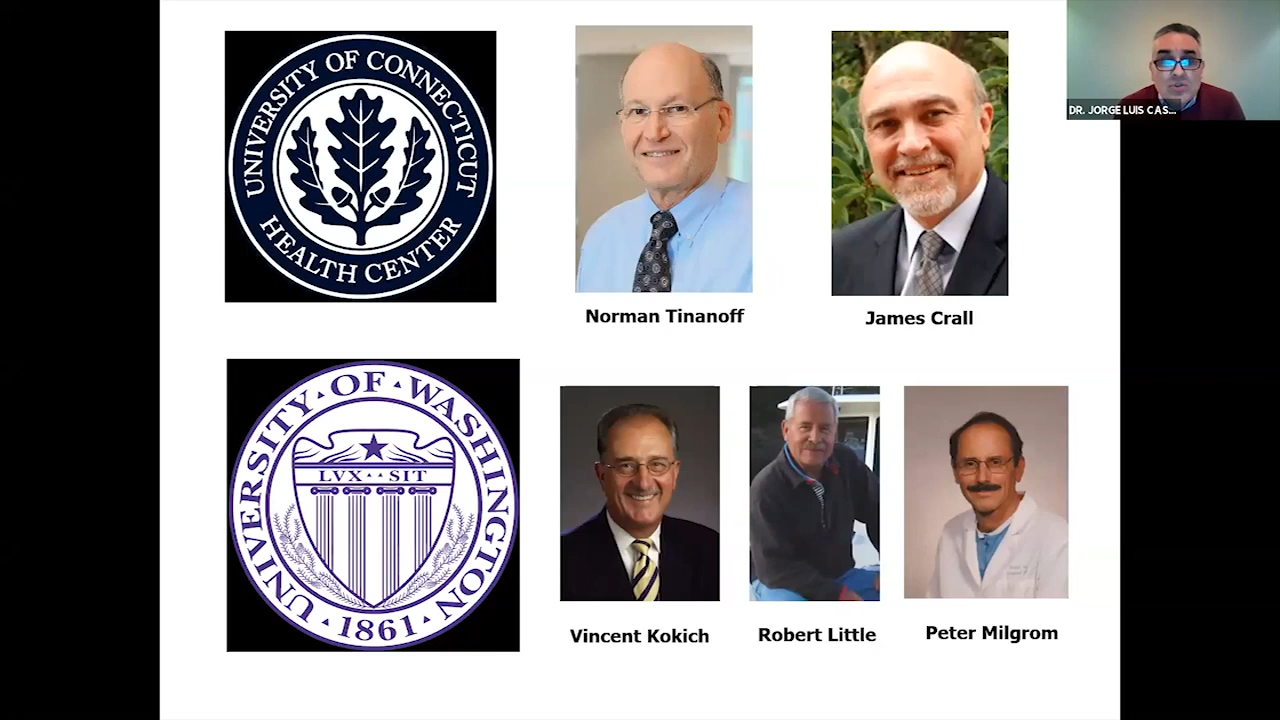 UNIVERSITY OF CONNECTICUT
HEALTH CENTER
Norman Tinanoff
James Crall
DR. JORGE LUIS CAS...
UNIVERSITY OF WASHINGTON
LVX SIT
1861
Vincent Kokich
Robert Little
Peter Milgrom